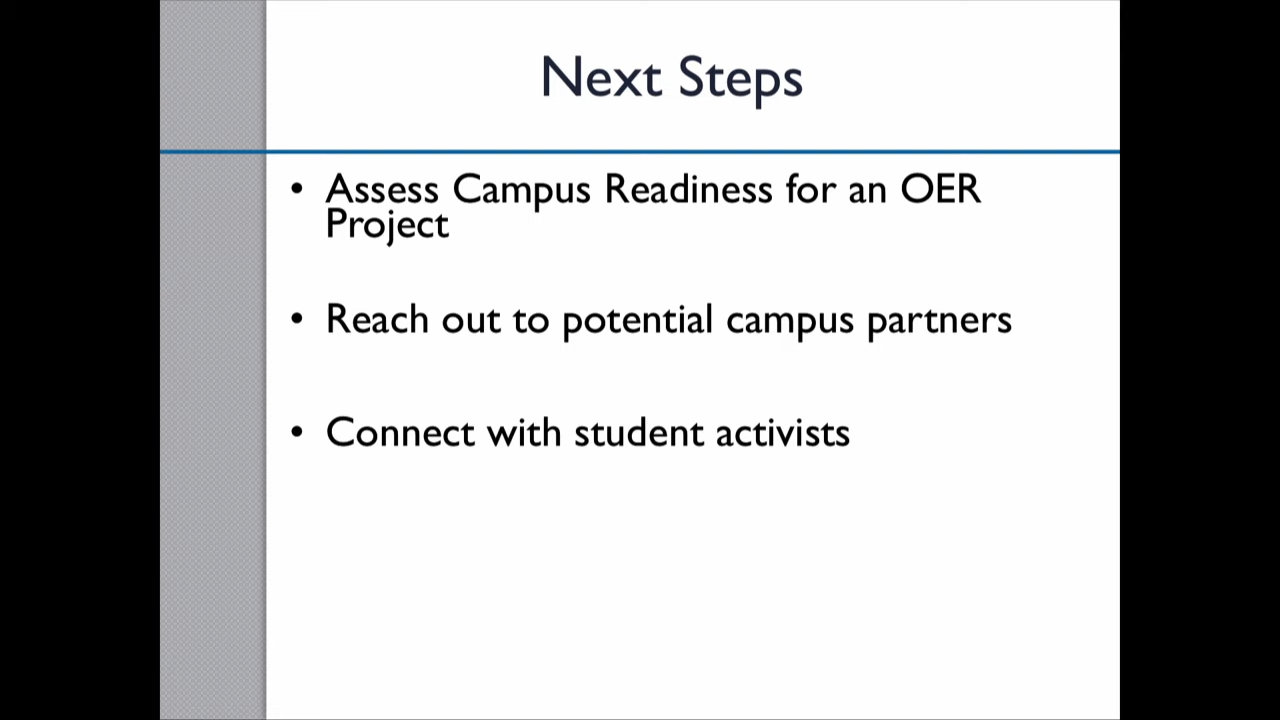 Next Steps
• Assess Campus Readiness for an OER
Project
• Reach out to potential campus partners
• Connect with student activists